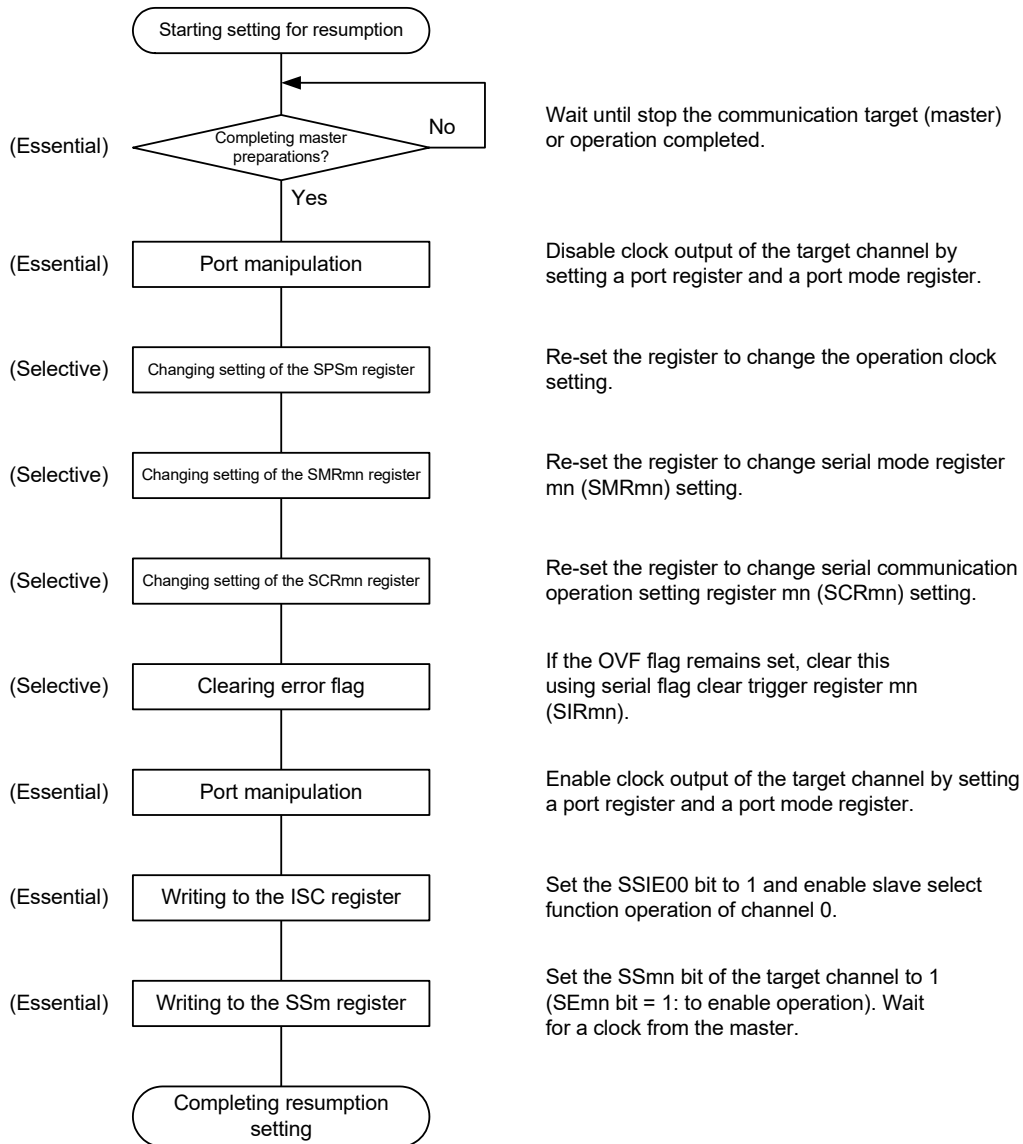 Starting setting for resumption
(Essential)
Completing master
preparations?
No
Yes
Wait until stop the communication target (master)
or operation completed.
(Essential)
Port manipulation
Disable clock output of the target channel by
setting a port register and a port mode register.
(Selective)
Changing setting of the SPSm register
Re-set the register to change the operation clock
setting.
(Selective)
Changing setting of the SMRmn register
Re-set the register to change serial mode register
mn (SMRmn) setting.
(Selective)
Changing setting of the SCRmn register
Re-set the register to change serial communication
operation setting register mn (SCRmn) setting.
(Selective)
Clearing error flag
If the OVF flag remains set, clear this
using serial flag clear trigger register mn
(SIRmn).
(Essential)
Port manipulation
Enable clock output of the target channel by setting
a port register and a port mode register.
(Essential)
Writing to the ISC register
Set the SSIE00 bit to 1 and enable slave select
function operation of channel 0.
(Essential)
Writing to the SSm register
Set the SSmn bit of the target channel to 1
(SEmn bit = 1: to enable operation). Wait
for a clock from the master.
Completing resumption
setting